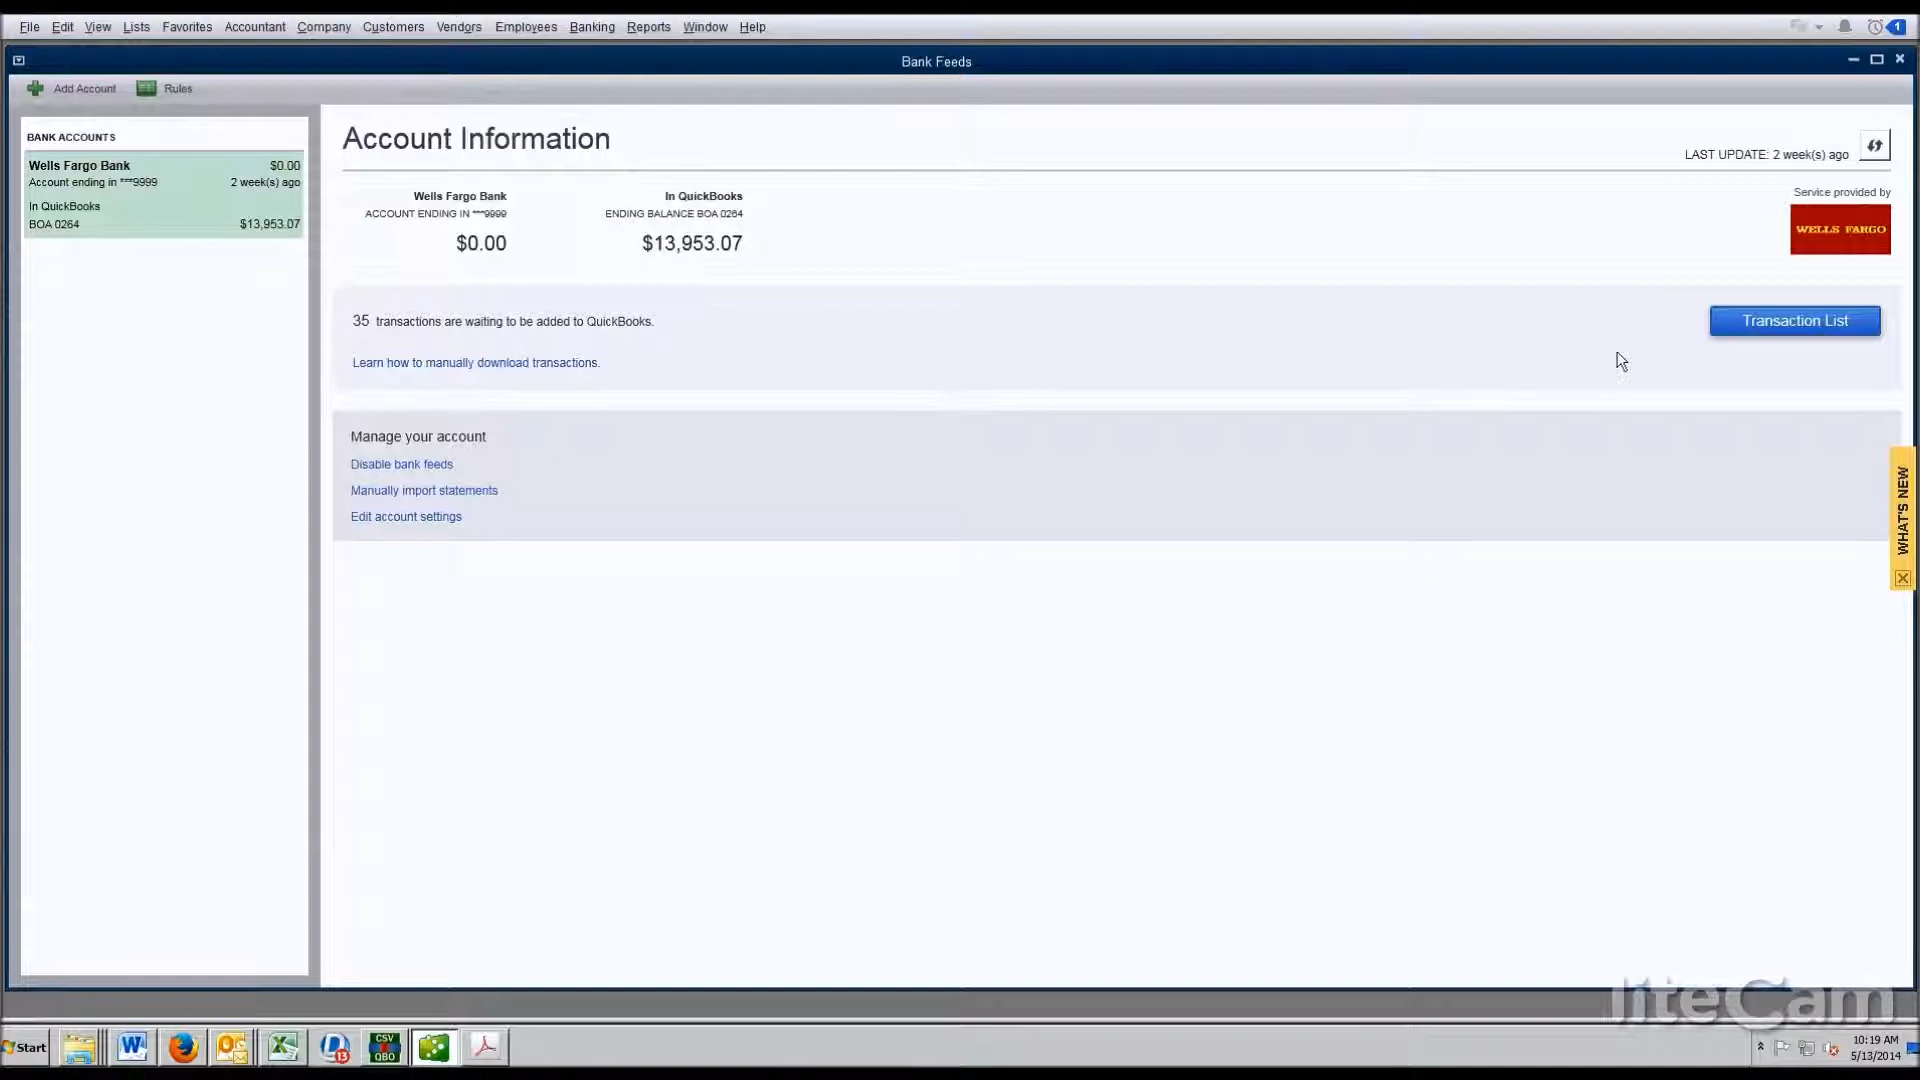 File Edit View Lists Favorites Accountant Company Customers Vendors Employees Banking Reports Window Help
1
Bank Feeds
Add Account Rules
BANK ACCOUNTS
Wells Fargo Bank $0.00
Account ending in ***9999 2 week(s) ago
In QuickBooks
BOA 0264 $13,953.07
Account Information
LAST UPDATE: 2 week(s) ago
Wells Fargo Bank In QuickBooks
ACCOUNT ENDING IN ***9999 ENDING BALANCE BOA 0264
$0.00 $13,953.07
Service provided by
WELLS FARGO
35 transactions are waiting to be added to QuickBooks.
Transaction List
Learn how to manually download transactions.
Manage your account
Disable bank feeds
Manually import statements
Edit account settings
WHAT'S NEW
liteCam
Start
W
O
X
13
CSV
QBO
10:19 AM
5/13/2014